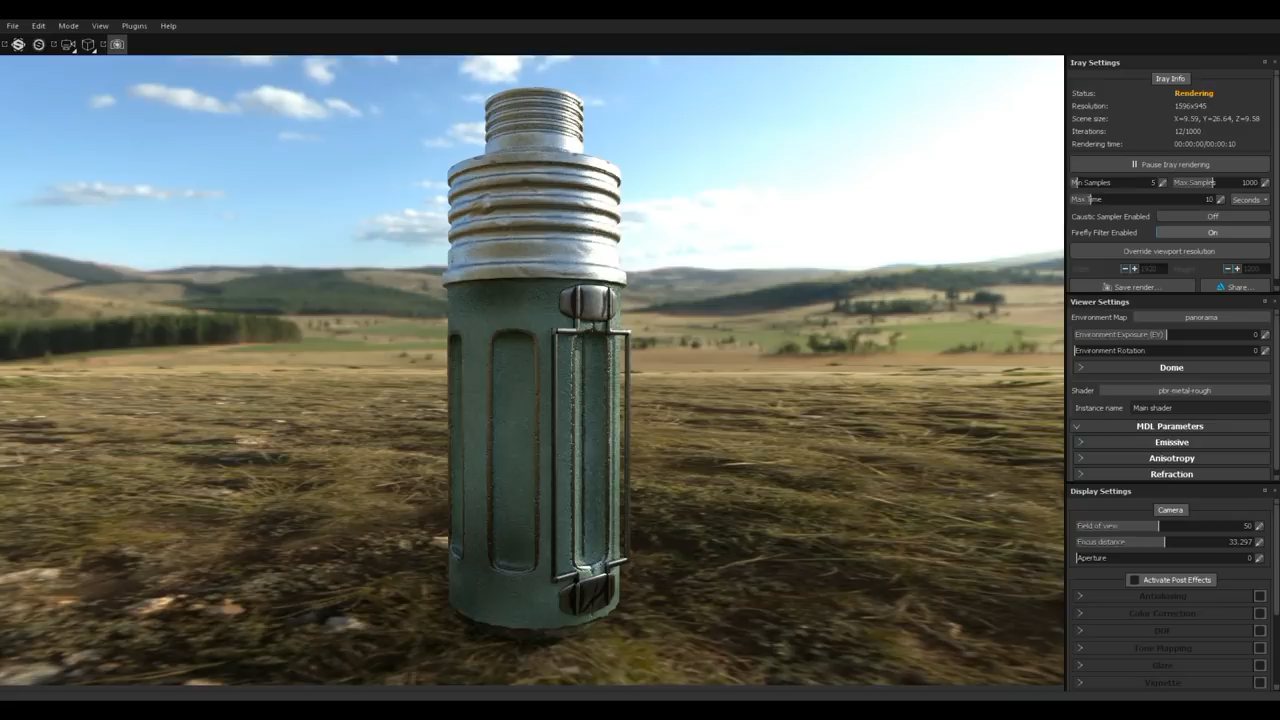 File Edit Mode View Plugins Help
Iray Settings
Iray Info
Status: Rendering
Resolution: 1596x945
Scene size: X=9.59, Y=26.64, Z=9.58
Iterations: 12/1000
Rendering time: 00:00:00/00:00:10
Pause Iray rendering
Min Samples 5 Max Samples 1000
Max Time 10 Seconds
Caustic Sampler Enabled Off
Firefly Filter Enabled On
Override viewport resolution
Save render... Share...
Viewer Settings
Environment Map panorama
Environment Exposure (EV) 0
Environment Rotation 0
Dome
Shader pbr-metal-rough
Instance name Main shader
MDL Parameters
Emissive
Anisotropy
Refraction
Display Settings
Camera
Field of view 50
Focus distance 33.297
Aperture 0
Activate Post Effects
Antialiasing
Color Correction
DOF
Tone Mapping
Glare
Vignette